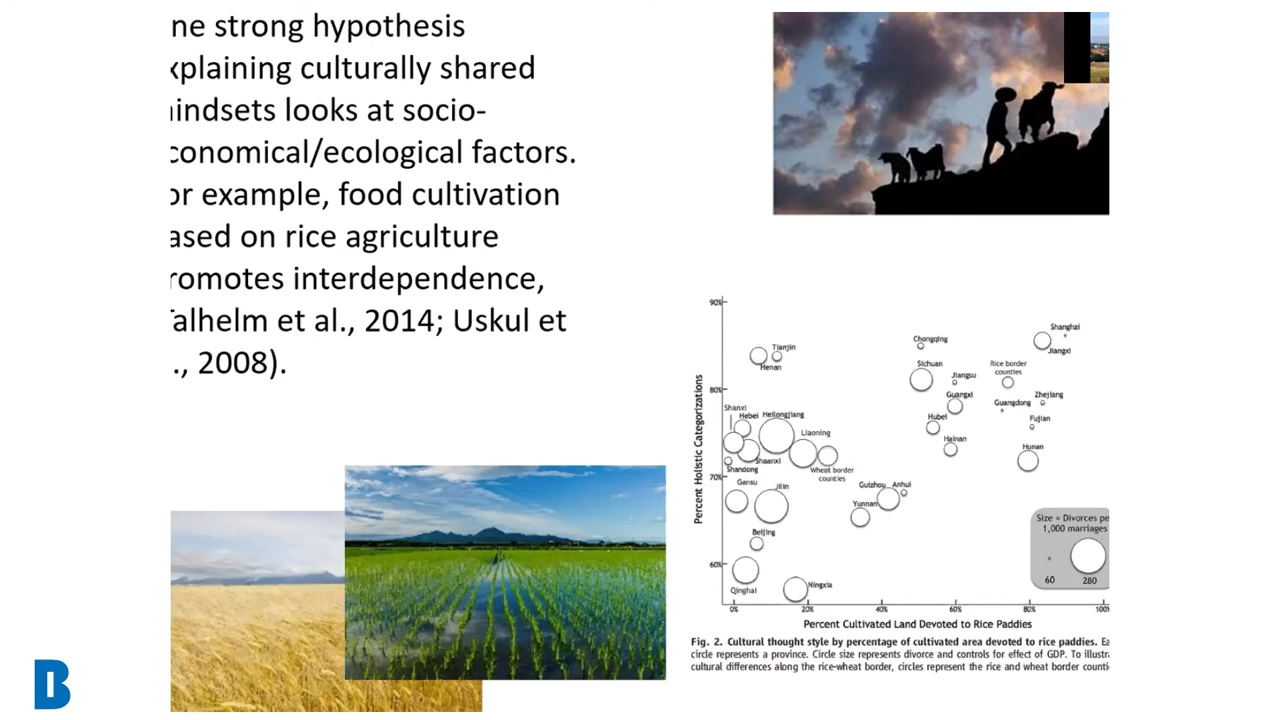 ne strong hypothesis
xplaining culturally shared
indsets looks at socio-
conomical/ecological factors.
or example, food cultivation
ased on rice agriculture
romotes interdependence,
Talhelm et al., 2014; Uskul et
., 2008).
90%
80%
70%
60%
Percent Holistic Categorizations
Tianjin
Henan
Shanxi
Hebei
Heilongjiang
Liaoning
Shaanxi
Shandong
Wheat border
counties
Gansu
Jilin
Beijing
Qinghai
Ningxia
Chongqing
Sichuan
Jiangsu
Guangxi
Hubei
Hainan
Guizhou
Anhui
Yunnan
Shanghai
Jiangxi
Rice border
counties
Guangdong
Zhejiang
Fujian
Hunan
Size = Divorces pe
1,000 marriages
60
280
0%
20%
40%
60%
80%
100%
Percent Cultivated Land Devoted to Rice Paddies
Fig. 2. Cultural thought style by percentage of cultivated area devoted to rice paddies. Ea
circle represents a province. Circle size represents divorce and controls for effect of GDP. To illustra
cultural differences along the rice-wheat border, circles represent the rice and wheat border counti
B